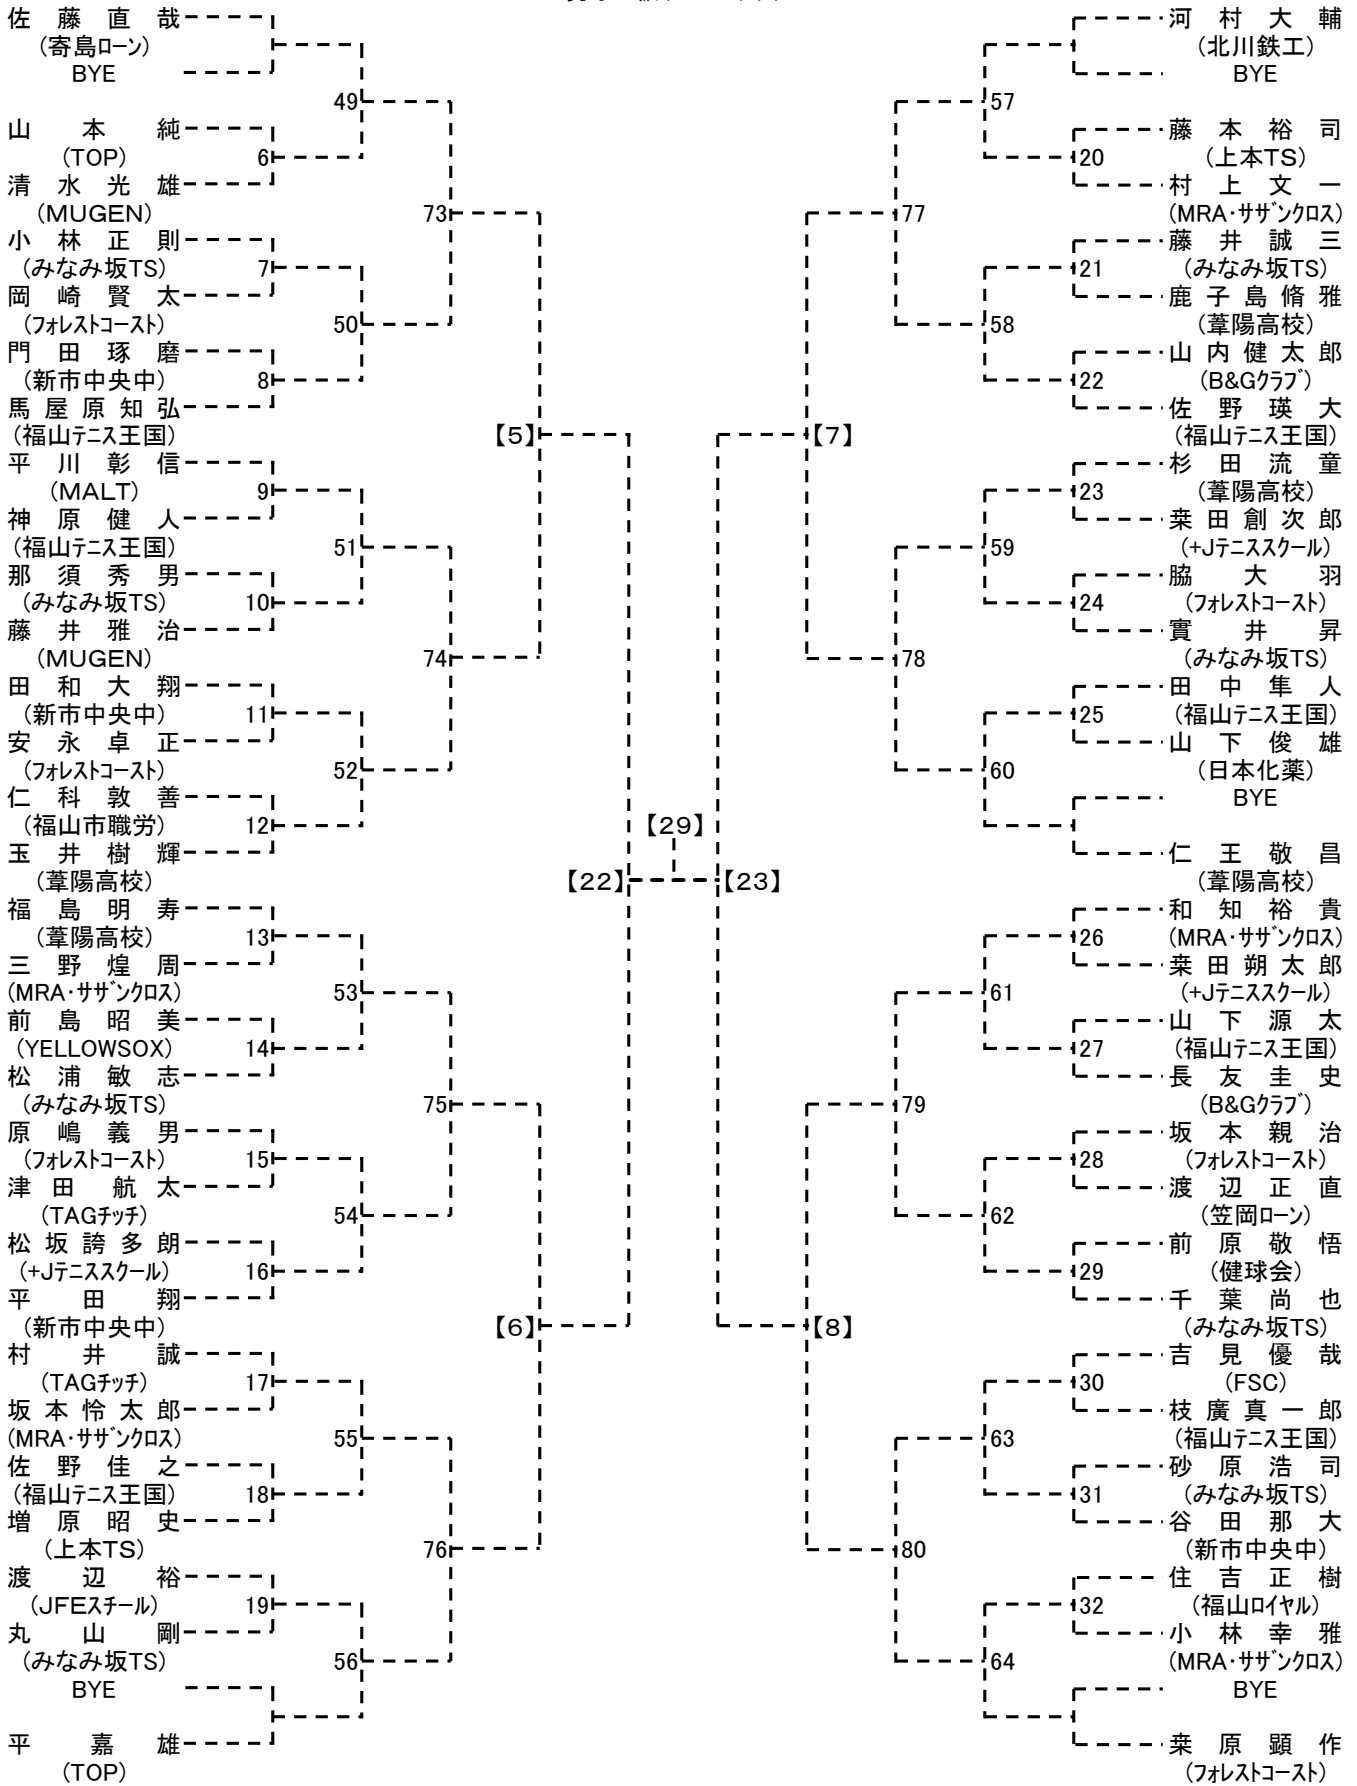 佐藤直哉
(寄島ローン)
BYE
49
山本純
(TOP)
6
清水光雄
(MUGEN)
73
小林正則
(みなみ坂TS)
7
岡崎賢太
(フォレストコースト)
50
門田琢磨
(新市中央中)
8
馬屋原知弘
(福山テニス王国)
【5】
平川彰信
(MALT)
9
神原健人
(福山テニス王国)
51
那須秀男
(みなみ坂TS)
10
藤井雅治
(MUGEN)
74
田和大翔
(新市中央中)
11
安永卓正
(フォレストコースト)
52
仁科敦善
(福山市職労)
12
玉井樹輝
(葦陽高校)
【22】
福島明寿
(葦陽高校)
13
三野煌周
(MRA・サザンクロス)
53
前島昭美
(YELLOWSOX)
14
松浦敏志
(みなみ坂TS)
75
原嶋義男
(フォレストコースト)
15
津田航太
(TAGチッチ)
54
松坂誇多朗
(+Jテニススクール)
16
平田翔
(新市中央中)
【6】
村井誠
(TAGチッチ)
17
坂本怜太郎
(MRA・サザンクロス)
55
佐野佳之
(福山テニス王国)
18
増原昭史
(上本TS)
76
渡辺裕
(JFEスチール)
19
丸山剛
(みなみ坂TS)
56
BYE
平嘉雄
(TOP)
【29】
河村大輔
(北川鉄工)
BYE
57
藤本裕司
20
(上本TS)
村上文一
(MRA・サザンクロス)
77
藤井誠三
21
(みなみ坂TS)
鹿子島脩雅
(葦陽高校)
58
山内健太郎
22
(B&Gクラブ)
佐野瑛大
(福山テニス王国)
【7】
杉田流童
23
(葦陽高校)
桒田創次郎
(+Jテニススクール)
59
脇大羽
24
(フォレストコースト)
實井昇
(みなみ坂TS)
78
田中隼人
25
(福山テニス王国)
山下俊雄
(日本化薬)
60
BYE
仁王敬昌
(葦陽高校)
【23】
和知裕貴
26
(MRA・サザンクロス)
桒田朔太郎
(+Jテニススクール)
61
山下源太
27
(福山テニス王国)
長友圭史
(B&Gクラブ)
79
坂本親治
28
(フォレストコースト)
渡辺正直
(笠岡ローン)
62
前原敬悟
29
(健球会)
千葉尚也
(みなみ坂TS)
【8】
吉見優哉
30
(FSC)
枝廣真一郎
(福山テニス王国)
63
砂原浩司
31
(みなみ坂TS)
谷田那大
(新市中央中)
80
住吉正樹
32
(福山ロイヤル)
小林幸雅
(MRA・サザンクロス)
64
BYE
桒原顕作
(フォレストコースト)